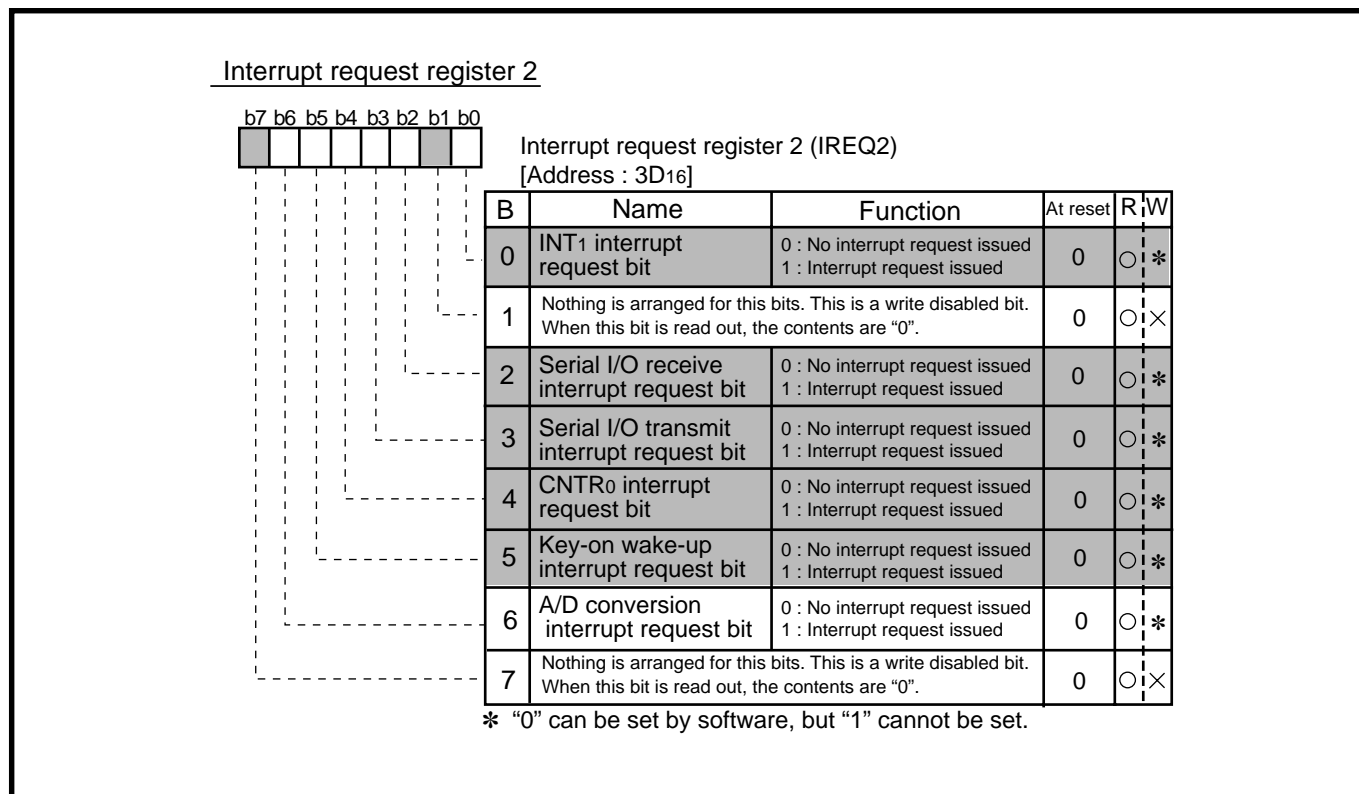 Interrupt request register 2
b7 b6 b5 b4 b3 b2 b1 b0
Interrupt request register 2 (IREQ2)
[Address : 3D16]
B Name Function At reset R W
0 INT1 interrupt request bit 0 : No interrupt request issued 0 ○ ✻
1 : Interrupt request issued
1 Nothing is arranged for this bits. This is a write disabled bit. 0 ○ ×
When this bit is read out, the contents are “0”.
2 Serial I/O receive interrupt request bit 0 : No interrupt request issued 0 ○ ✻
1 : Interrupt request issued
3 Serial I/O transmit interrupt request bit 0 : No interrupt request issued 0 ○ ✻
1 : Interrupt request issued
4 CNTR0 interrupt request bit 0 : No interrupt request issued 0 ○ ✻
1 : Interrupt request issued
5 Key-on wake-up interrupt request bit 0 : No interrupt request issued 0 ○ ✻
1 : Interrupt request issued
6 A/D conversion interrupt request bit 0 : No interrupt request issued 0 ○ ✻
1 : Interrupt request issued
7 Nothing is arranged for this bits. This is a write disabled bit. 0 ○ ×
When this bit is read out, the contents are “0”.
✻ “0” can be set by software, but “1” cannot be set.